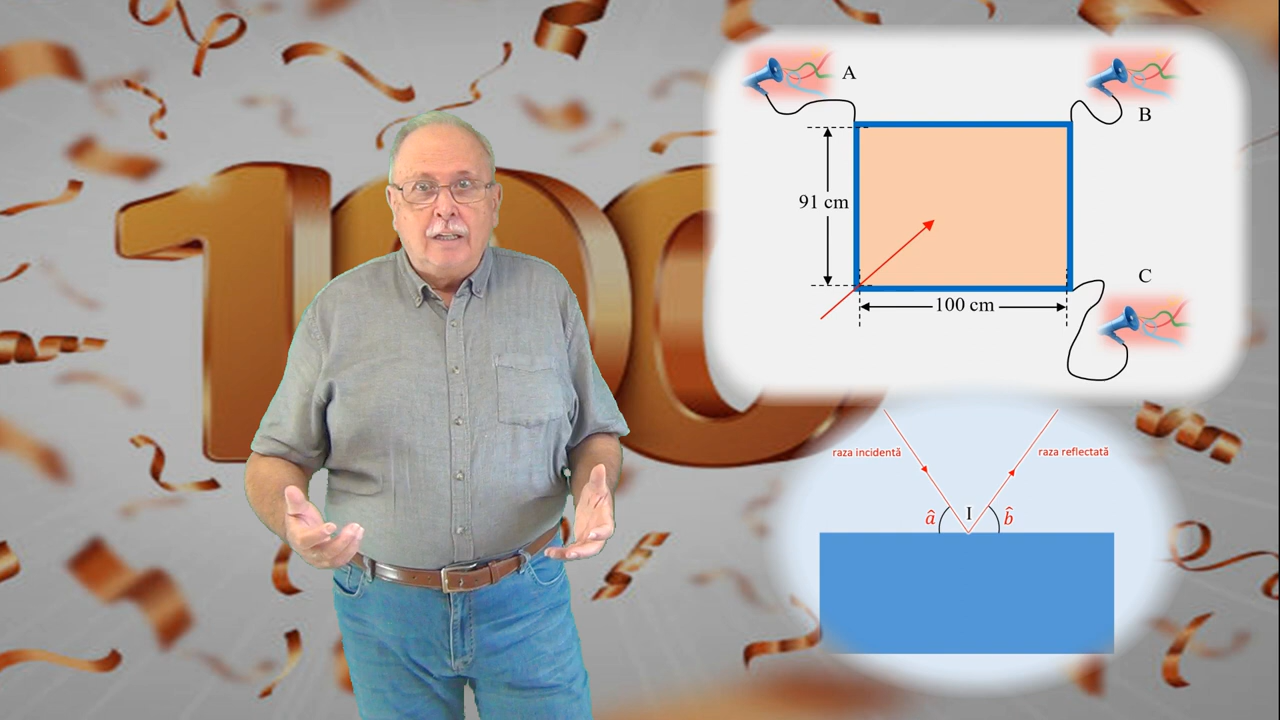 100
A
B
91 cm
C
100 cm
raza incidentă
raza reflectată
â I b̂